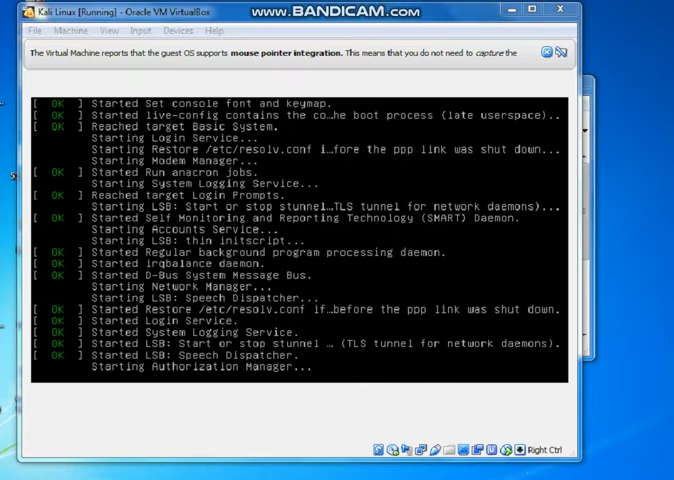 Kali Linux [Running] - Oracle VM VirtualBox
www.BANDICAM.com
File Machine View Input Devices Help
The Virtual Machine reports that the guest OS supports mouse pointer integration. This means that you do not need to capture the
[ OK ] Started Set console font and keymap.
[ OK ] Started live-config contains the co…he boot process (late userspace)..
[ OK ] Reached target Basic System.
Starting Login Service...
Starting Restore /etc/resolv.conf i…fore the ppp link was shut down...
Starting Modem Manager...
[ OK ] Started Run anacron jobs.
Starting System Logging Service...
[ OK ] Reached target Login Prompts.
Starting LSB: Start or stop stunnel…TLS tunnel for network daemons)...
[ OK ] Started Self Monitoring and Reporting Technology (SMART) Daemon.
Starting Accounts Service...
Starting LSB: thin initscript...
[ OK ] Started Regular background program processing daemon.
[ OK ] Started irqbalance daemon.
[ OK ] Started D-Bus System Message Bus.
Starting Network Manager...
Starting LSB: Speech Dispatcher...
[ OK ] Started Restore /etc/resolv.conf if…before the ppp link was shut down.
[ OK ] Started Login Service.
[ OK ] Started System Logging Service.
[ OK ] Started LSB: Start or stop stunnel … (TLS tunnel for network daemons).
[ OK ] Started LSB: Speech Dispatcher.
Starting Authorization Manager...
Right Ctrl